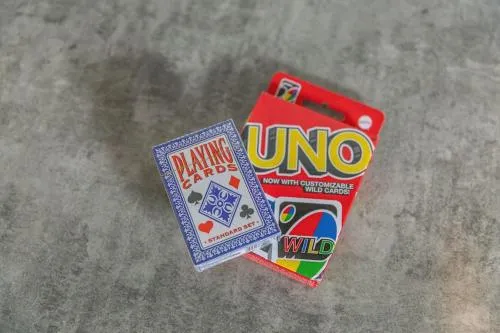 PLAYING
CARDS
STANDARD SET
UNO
NOW WITH CUSTOMIZABLE
WILD CARDS!
WILD